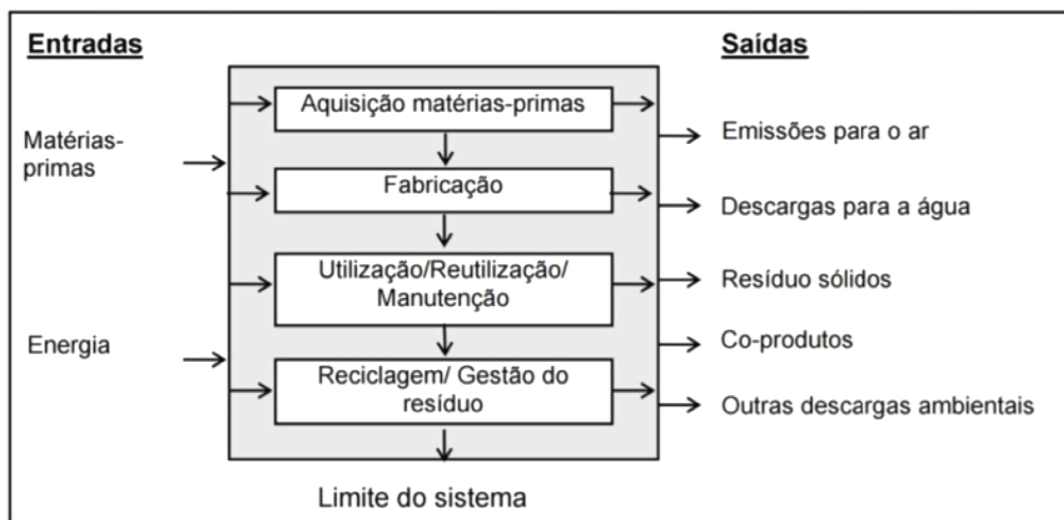 Entradas
Saídas
Aquisição matérias-primas
Matérias-
primas
Emissões para o ar
Fabricação
Descargas para a água
Utilização/Reutilização/
Manutenção
Resíduo sólidos
Energia
Co-produtos
Reciclagem/ Gestão do
resíduo
Outras descargas ambientais
Limite do sistema